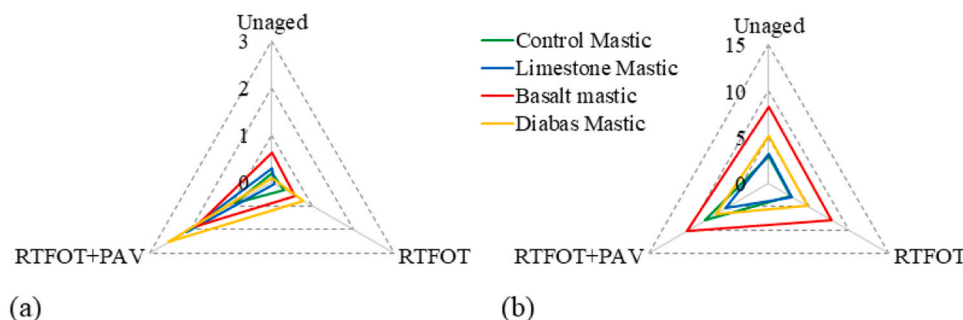 Unaged
3
2
1
0
RTFOT+PAV
RTFOT
(a)
Control Mastic
Limestone Mastic
Basalt mastic
Diabas Mastic
Unaged
15
10
5
0
RTFOT+PAV
RTFOT
(b)